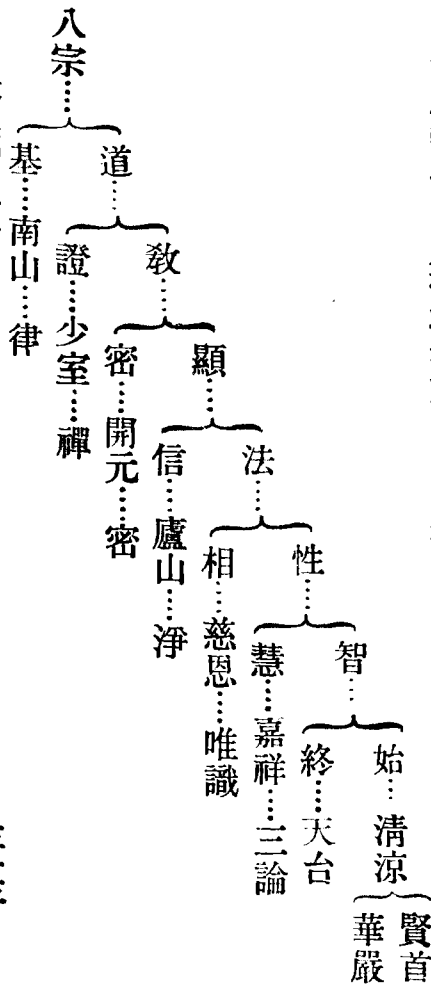 八宗……
道……
基……南山……律
教……
證……少室……禪
顯……
密……開元……密
法……
信……廬山……淨
性……
相……慈恩……唯識
智……
慧……嘉祥……三論
始……清涼
終……天台
賢首
華嚴